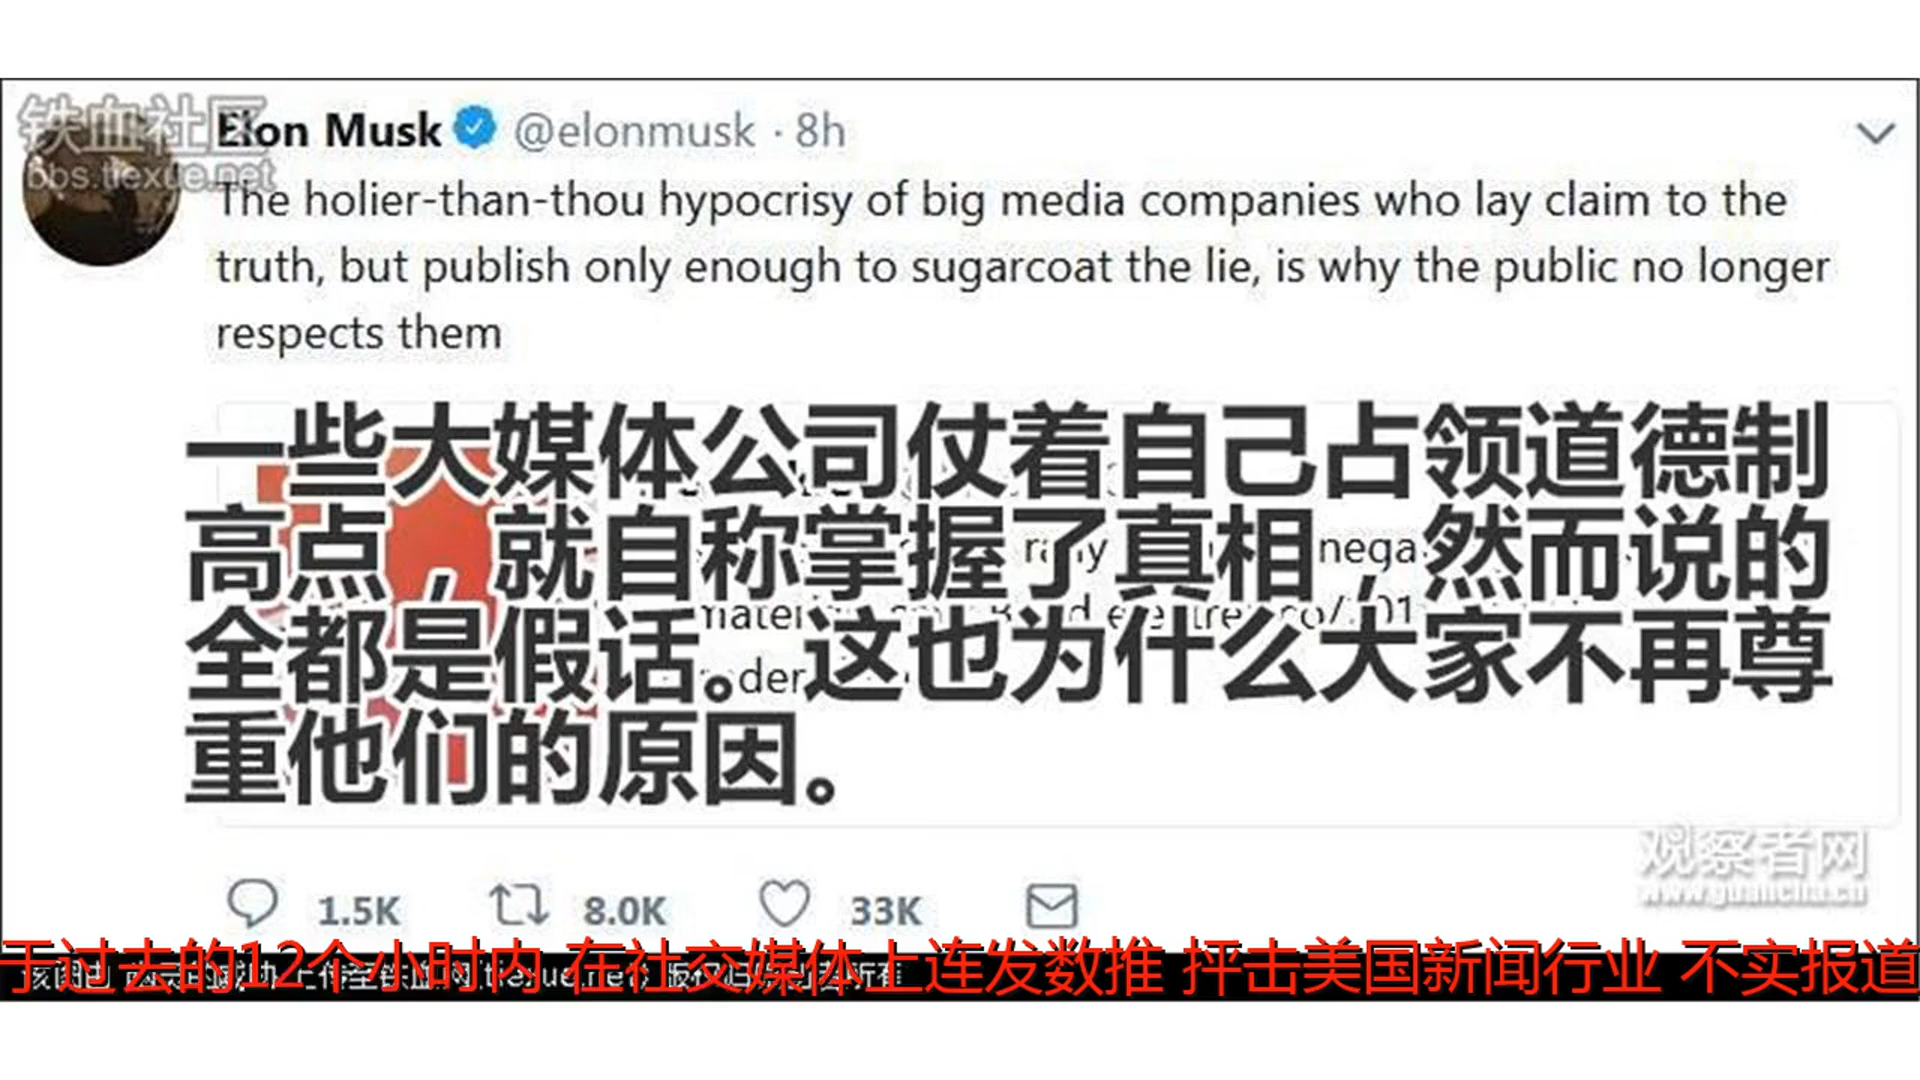 铁血社区
bbs.tiexue.net
Elon Musk @elonmusk · 8h
The holier-than-thou hypocrisy of big media companies who lay claim to the
truth, but publish only enough to sugarcoat the lie, is why the public no longer
respects them
一些大媒体公司仗着自己占领道德制
高点，就自称掌握了真相，然而说的
全都是假话。这也为什么大家不再尊
重他们的原因。
观察者网
www.guancha.cn
1.5K 8.0K 33K
于过去的12个小时内 在社交媒体上连发数推 抨击美国新闻行业 不实报道